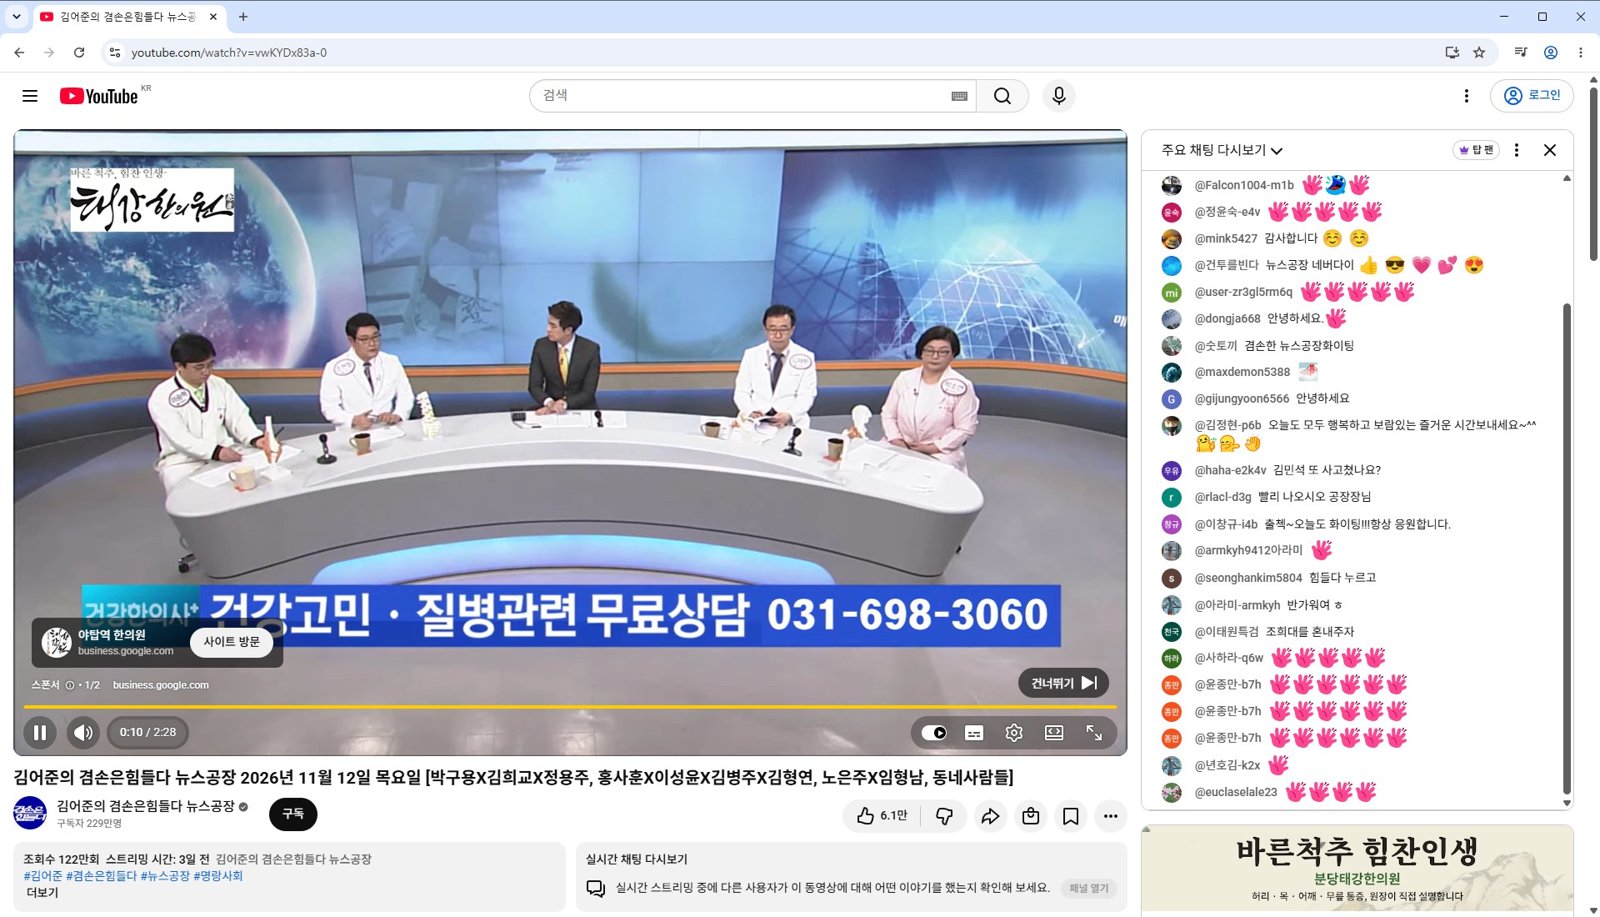 김어준의 겸손은힘들다 뉴스공
youtube.com/watch?v=vwKYDx83a-0
YouTube KR
검색
로그인
바른 척추, 힘찬 인생
태강한의원
건강한의사+
건강고민 · 질병관련 무료상담 031-698-3060
야탑역 한의원
business.google.com
사이트 방문
스폰서 · 1/2 business.google.com
건너뛰기
0:10 / 2:28
김어준의 겸손은힘들다 뉴스공장 2026년 11월 12일 목요일 [박구용X김희교X정용주, 홍사훈X이성윤X김병주X김형연, 노은주X임형남, 동네사람들]
겸손은힘들다
김어준의 겸손은힘들다 뉴스공장
구독자 229만명
구독
6.1만
조회수 122만회 스트리밍 시간: 3일 전 김어준의 겸손은힘들다 뉴스공장
#김어준 #겸손은힘들다 #뉴스공장 #명랑사회
더보기
실시간 채팅 다시보기
실시간 스트리밍 중에 다른 사용자가 이 동영상에 대해 어떤 이야기를 했는지 확인해 보세요.
패널 열기
주요 채팅 다시보기
탑 팬
@Falcon1004-m1b
윤숙 @정윤숙-e4v
@mink5427 감사합니다
@건투를빈다 뉴스공장 네버다이
mi @user-zr3gl5rm6q
@dongja668 안녕하세요.
@숫토끼 겸손한 뉴스공장화이팅
@maxdemon5388
G @gijungyoon6566 안녕하세요
@김정현-p6b 오늘도 모두 행복하고 보람있는 즐거운 시간보내세요~^^
우유 @haha-e2k4v 김민석 또 사고쳤나요?
r @rlacl-d3g 빨리 나오시오 공장장님
창규 @이창규-i4b 출첵~오늘도 화이팅!!!항상 응원합니다.
@armkyh9412아라미
s @seonghankim5804 힘들다 누르고
@아라미-armkyh 반가워여 ㅎ
천국 @이태원특검 조희대를 혼내주자
하라 @사하라-q6w
종만 @윤종만-b7h
종만 @윤종만-b7h
종만 @윤종만-b7h
@년호김-k2x
@euclaselale23
바른척추 힘찬인생
분당태강한의원
허리 · 목 · 어깨 · 무릎 통증, 원장이 직접 설명합니다